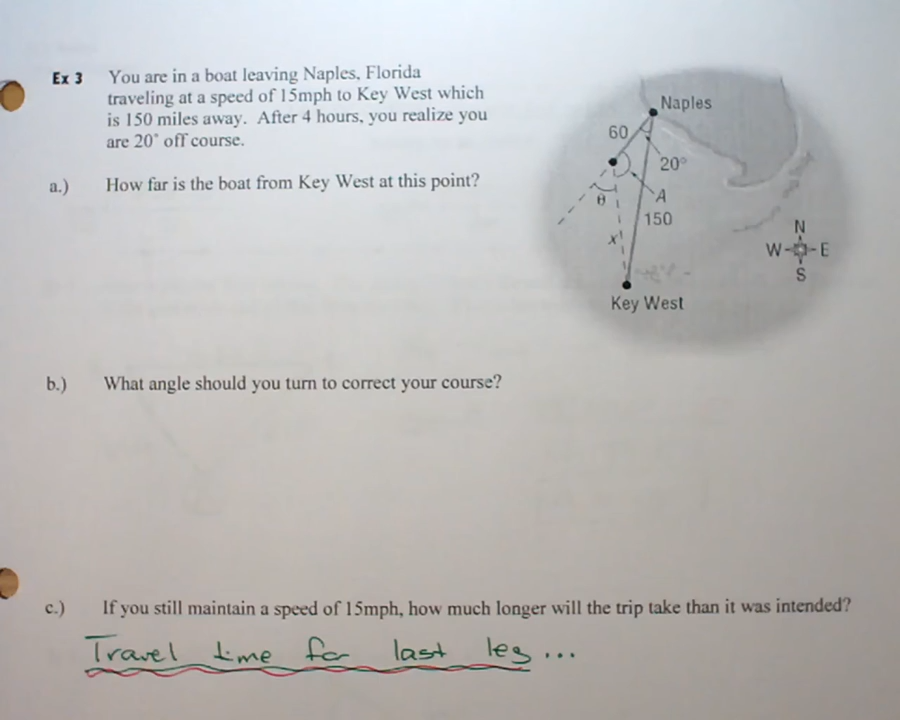 Ex 3 You are in a boat leaving Naples, Florida
traveling at a speed of 15mph to Key West which
is 150 miles away. After 4 hours, you realize you
are 20° off course.
a.) How far is the boat from Key West at this point?
Naples
60
20°
A
θ
150
x
N
W E
S
Key West
b.) What angle should you turn to correct your course?
c.) If you still maintain a speed of 15mph, how much longer will the trip take than it was intended?
Travel time for last leg ...